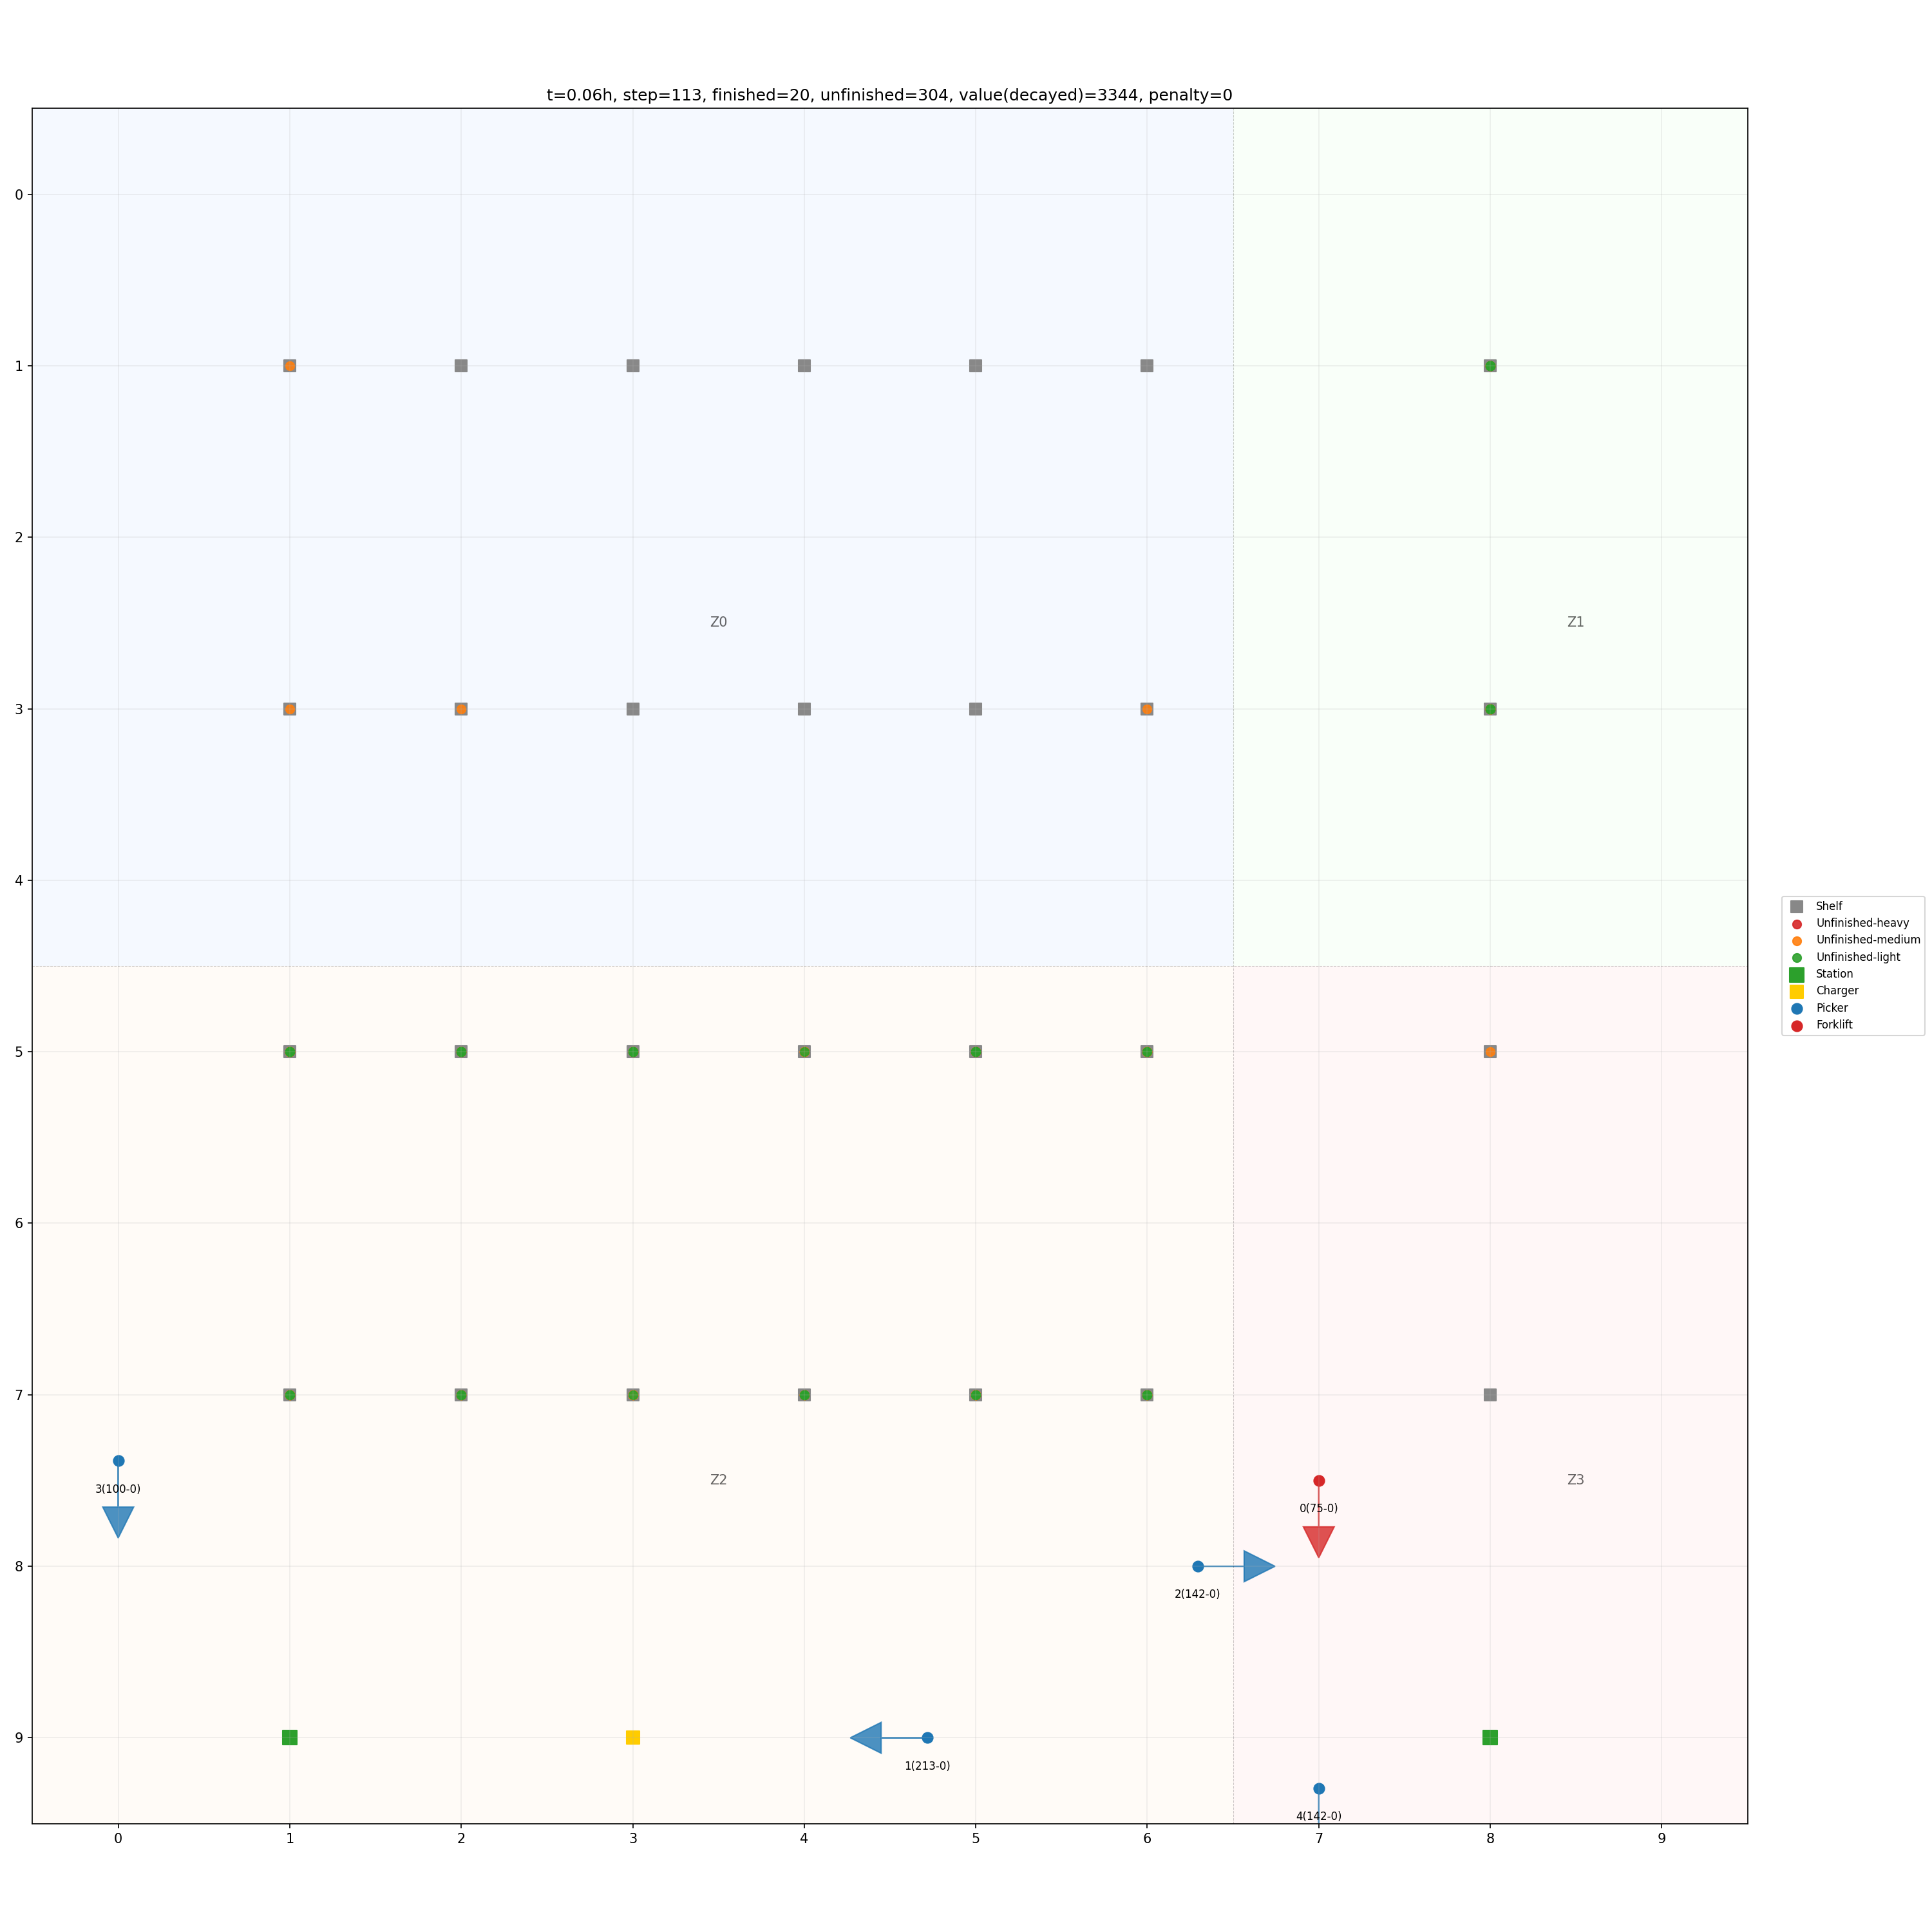 t=0.06h, step=113, finished=20, unfinished=304, value(decayed)=3344, penalty=0
0
1
2
Z0
Z1
3
4
Shelf
Unfinished-heavy
Unfinished-medium
Unfinished-light
Station
Charger
Picker
Forklift
5
6
7
Z2
Z3
3(100-0)
0(75-0)
8
2(142-0)
9
1(213-0)
4(142-0)
0 1 2 3 4 5 6 7 8 9